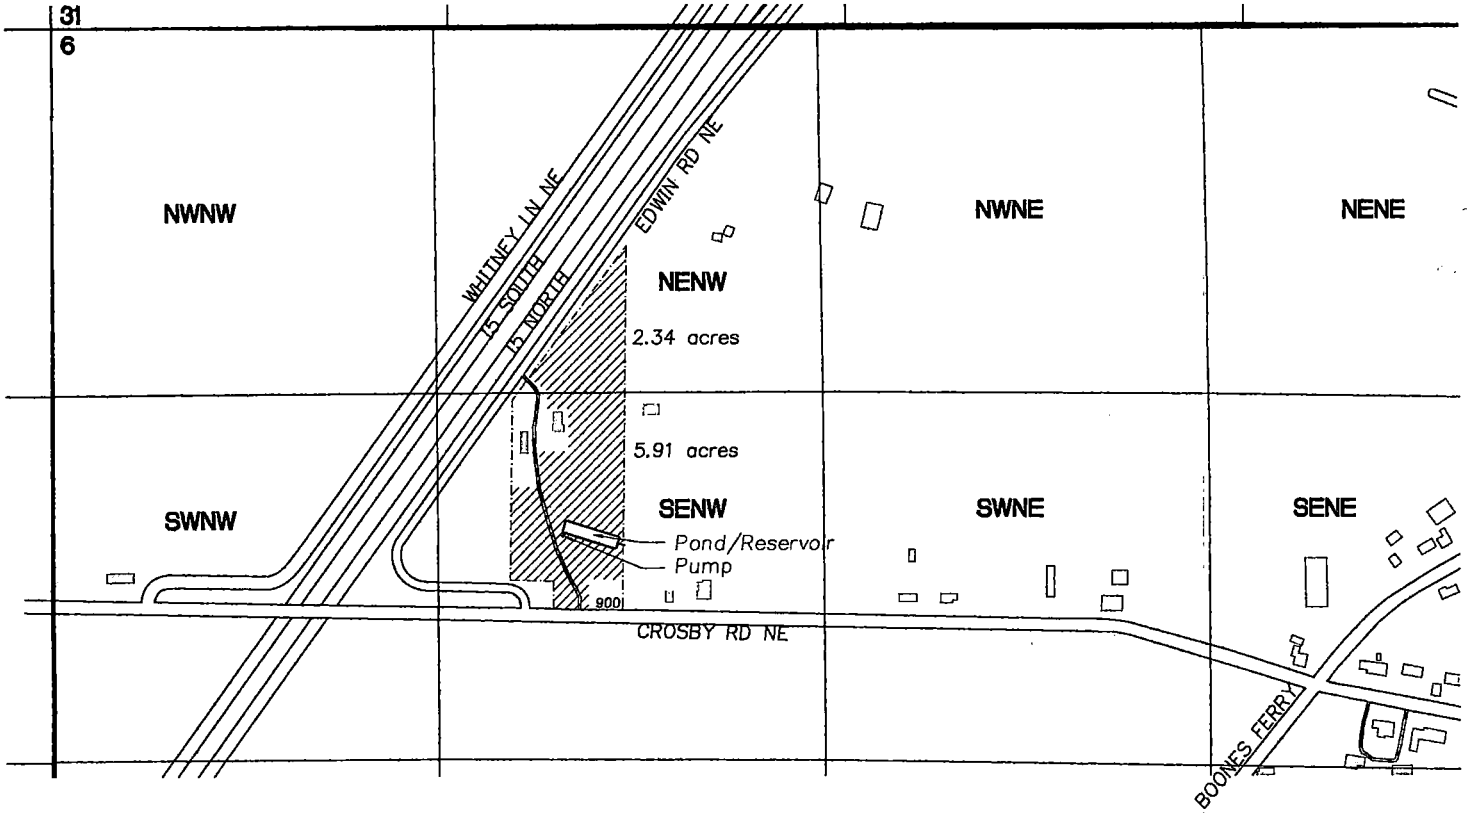 31
6
NWNW
WHITNEY LN NE
I5 SOUTH
I5 NORTH
EDWIN RD NE
NENW
2.34 acres
NWNE
NENE
SWNW
5.91 acres
SENW
SWNE
SENE
Pond/Reservoir
Pump
900
CROSBY RD NE
BOONES FERRY